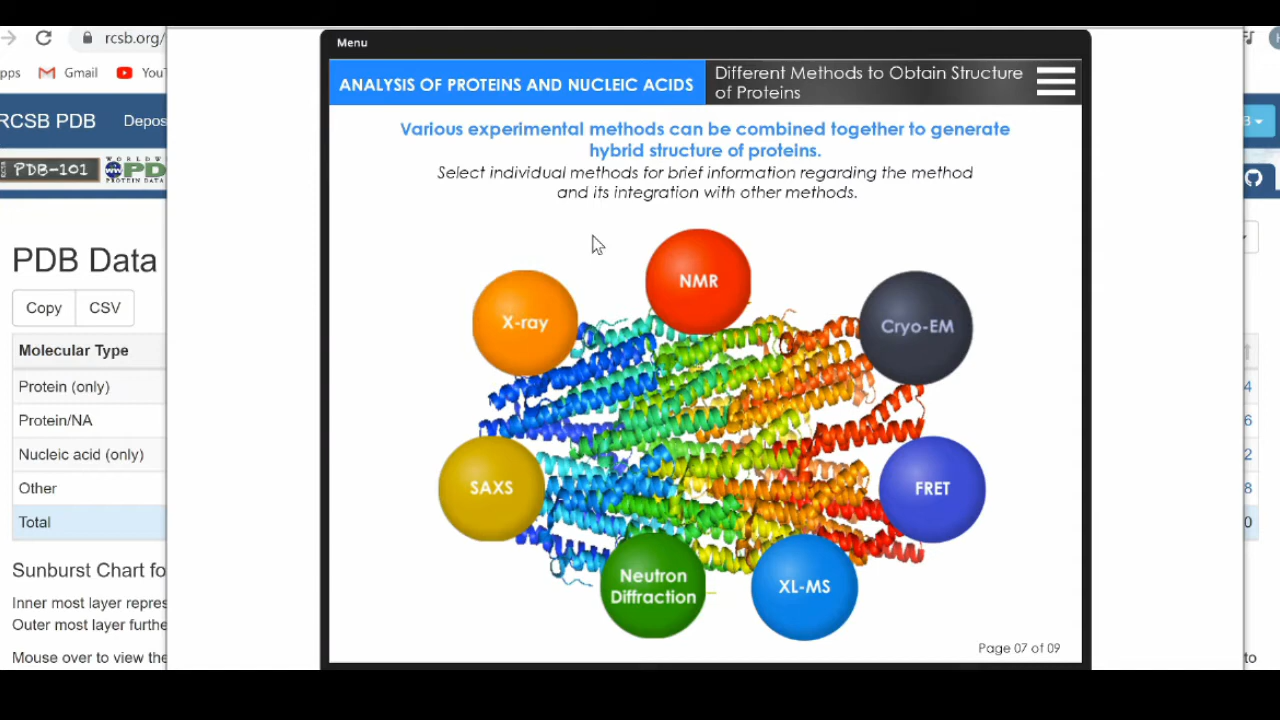 rcsb.org/
pps
Gmail
You
RCSB PDB
Depos
PDB-101
WORLDW
PD
PROTEIN DATA
PDB Data
Copy
CSV
Molecular Type
Protein (only)
Protein/NA
Nucleic acid (only)
Other
Total
4
6
2
8
0
Sunburst Chart fo
Inner most layer repres
Outer most layer furthe
Mouse over to view the
to
Menu
ANALYSIS OF PROTEINS AND NUCLEIC ACIDS
Different Methods to Obtain Structure
of Proteins
Various experimental methods can be combined together to generate
hybrid structure of proteins.
Select individual methods for brief information regarding the method
and its integration with other methods.
NMR
X-ray
Cryo-EM
SAXS
FRET
Neutron
Diffraction
XL-MS
Page 07 of 09